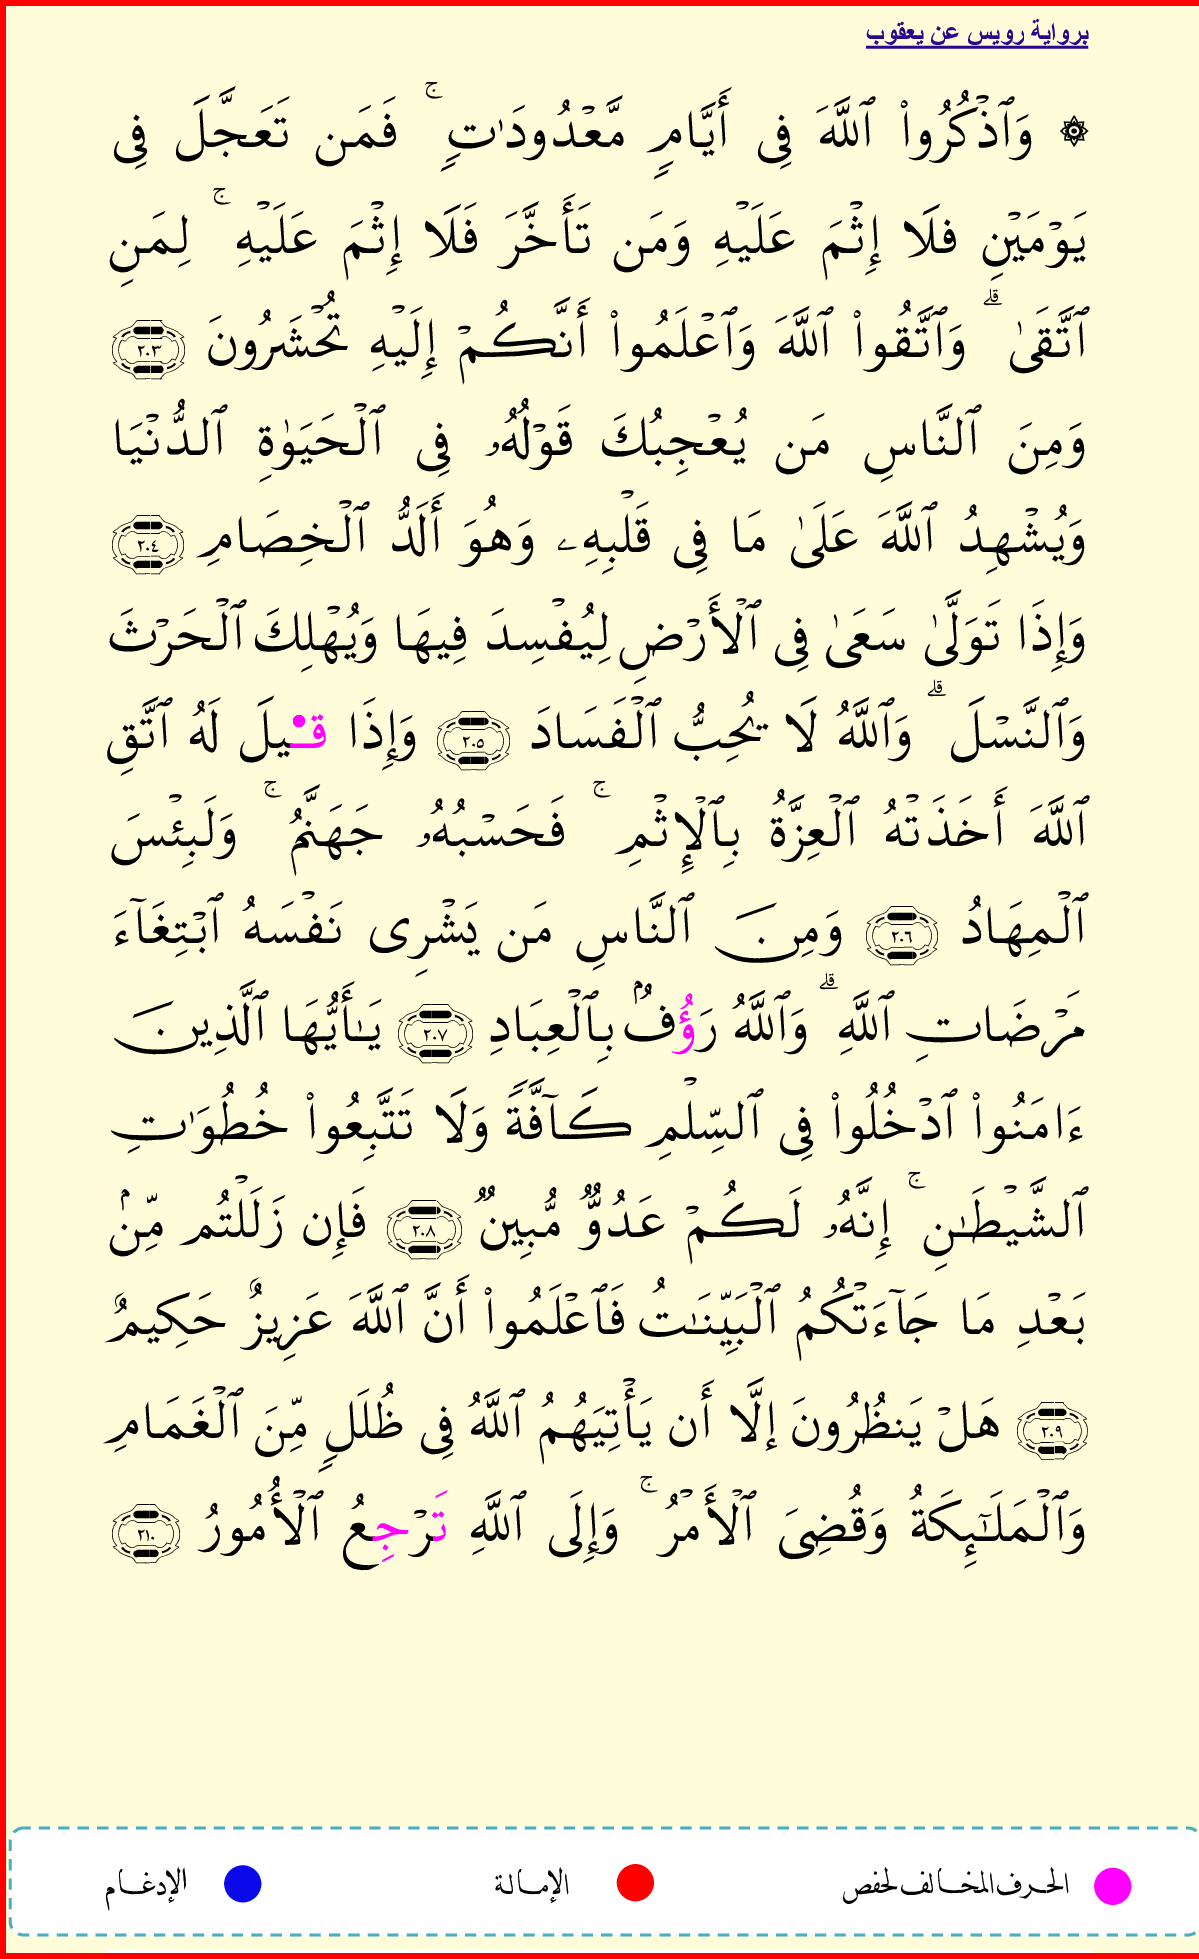 برواية رويس عن يعقوب
۞ وَٱذۡكُرُواْ ٱللَّهَ فِيٓ أَيَّامٖ مَّعۡدُودَٰتٖۚ فَمَن تَعَجَّلَ فِي
يَوۡمَيۡنِ فَلَآ إِثۡمَ عَلَيۡهِ وَمَن تَأَخَّرَ فَلَآ إِثۡمَ عَلَيۡهِۚ لِمَنِ
ٱتَّقَىٰۗ وَٱتَّقُواْ ٱللَّهَ وَٱعۡلَمُوٓاْ أَنَّكُمۡ إِلَيۡهِ تُحۡشَرُونَ ٢٠٣
وَمِنَ ٱلنَّاسِ مَن يُعۡجِبُكَ قَوۡلُهُۥ فِي ٱلۡحَيَوٰةِ ٱلدُّنۡيَا
وَيُشۡهِدُ ٱللَّهَ عَلَىٰ مَا فِي قَلۡبِهِۦ وَهُوَ أَلَدُّ ٱلۡخِصَامِ ٢٠٤
وَإِذَا تَوَلَّىٰ سَعَىٰ فِي ٱلۡأَرۡضِ لِيُفۡسِدَ فِيهَا وَيُهۡلِكَ ٱلۡحَرۡثَ
وَٱلنَّسۡلَۗ وَٱللَّهُ لَا يُحِبُّ ٱلۡفَسَادَ ٢٠٥ وَإِذَا قِيلَ لَهُ ٱتَّقِ
ٱللَّهَ أَخَذَتۡهُ ٱلۡعِزَّةُ بِٱلۡإِثۡمِۚ فَحَسۡبُهُۥ جَهَنَّمُۚ وَلَبِئۡسَ
ٱلۡمِهَادُ ٢٠٦ وَمِنَ ٱلنَّاسِ مَن يَشۡرِي نَفۡسَهُ ٱبۡتِغَآءَ
مَرۡضَاتِ ٱللَّهِۗ وَٱللَّهُ رَؤُفُۢ بِٱلۡعِبَادِ ٢٠٧ يَٰٓأَيُّهَا ٱلَّذِينَ
ءَامَنُواْ ٱدۡخُلُواْ فِي ٱلسِّلۡمِ كَآفَّةٗ وَلَا تَتَّبِعُواْ خُطُوَٰتِ
ٱلشَّيۡطَٰنِۚ إِنَّهُۥ لَكُمۡ عَدُوّٞ مُّبِينٞ ٢٠٨ فَإِن زَلَلۡتُم مِّنۢ
بَعۡدِ مَا جَآءَتۡكُمُ ٱلۡبَيِّنَٰتُ فَٱعۡلَمُوٓاْ أَنَّ ٱللَّهَ عَزِيزٌ حَكِيمٌ
٢٠٩ هَلۡ يَنظُرُونَ إِلَّآ أَن يَأۡتِيَهُمُ ٱللَّهُ فِي ظُلَلٖ مِّنَ ٱلۡغَمَامِ
وَٱلۡمَلَٰٓئِكَةُ وَقُضِيَ ٱلۡأَمۡرُۚ وَإِلَى ٱللَّهِ تَرۡجِعُ ٱلۡأُمُورُ ٢١٠
الحرف المخالف لحفص الإمالة الإدغام